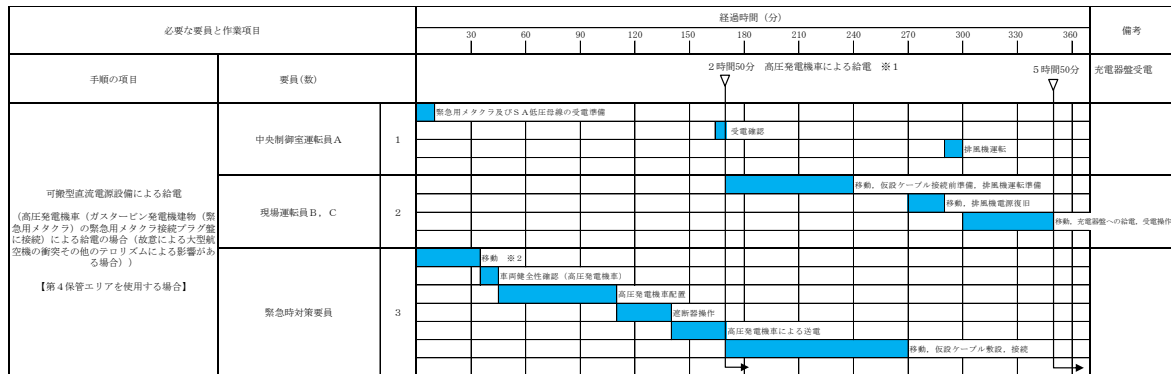 必要な要員と作業項目
経過時間（分）
備考
30 60 90 120 150 180 210 240 270 300 330 360
手順の項目
要員(数)
2時間50分 高圧発電機車による給電 ※1
5時間50分
充電器盤受電
可搬型直流電源設備による給電
（高圧発電機車（ガスタービン発電機建物（緊
急用メタクラ）の緊急用メタクラ接続プラグ盤
に接続）による給電の場合（故意による大型航
空機の衝突その他のテロリズムによる影響があ
る場合））
【第4保管エリアを使用する場合】
中央制御室運転員A
1
緊急用メタクラ及びSA低圧母線の受電準備
受電確認
排風機運転
現場運転員B，C
2
移動，仮設ケーブル接続前準備，排風機運転準備
移動，排風機電源復旧
移動，充電器盤への給電，受電操作
緊急時対策要員
3
移動 ※2
車両健全性確認（高圧発電機車）
高圧発電機車配置
遮断器操作
高圧発電機車による送電
移動，仮設ケーブル敷設，接続